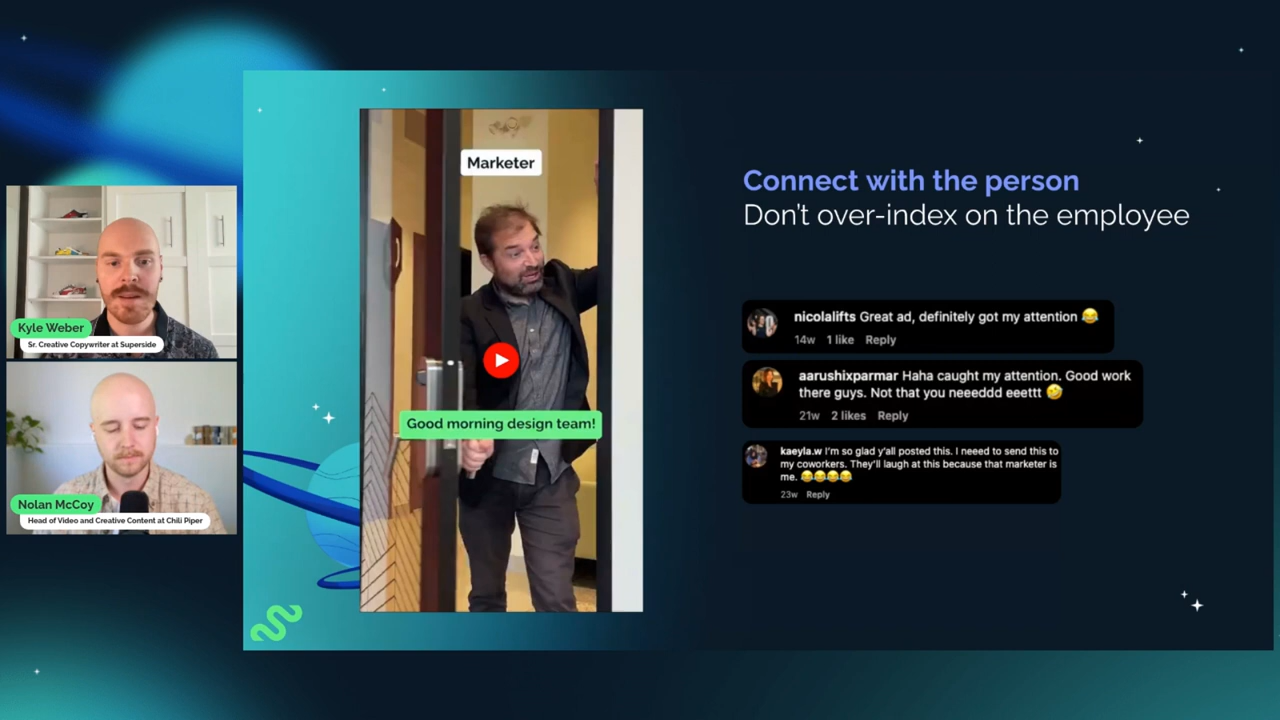 Kyle Weber
Sr. Creative Copywriter at Superside
Nolan McCoy
Head of Video and Creative Content at Chili Piper
Marketer
Good morning design team!
Connect with the person
Don't over-index on the employee
nicolalifts Great ad, definitely got my attention 😂
14w 1 like Reply
aarushixparmar Haha caught my attention. Good work
there guys. Not that you neeeddd eeettt 🤣
21w 2 likes Reply
kaeyla.w I'm so glad y'all posted this. I neeed to send this to
my coworkers. They'll laugh at this because that marketer is
me. 😂😂😂😂
23w Reply